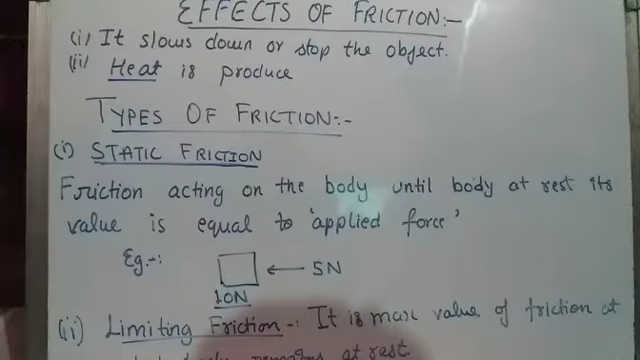 EFFECTS OF FRICTION:-
(i) It slows down or stop the object.
(ii) Heat is produce
TYPES OF FRICTION:-
(i) STATIC FRICTION
Friction acting on the body until body at rest its
value is equal to 'applied force'
Eg.-: ← 5N
10N
(ii) Limiting Friction-: It is max value of friction at
remains at rest.